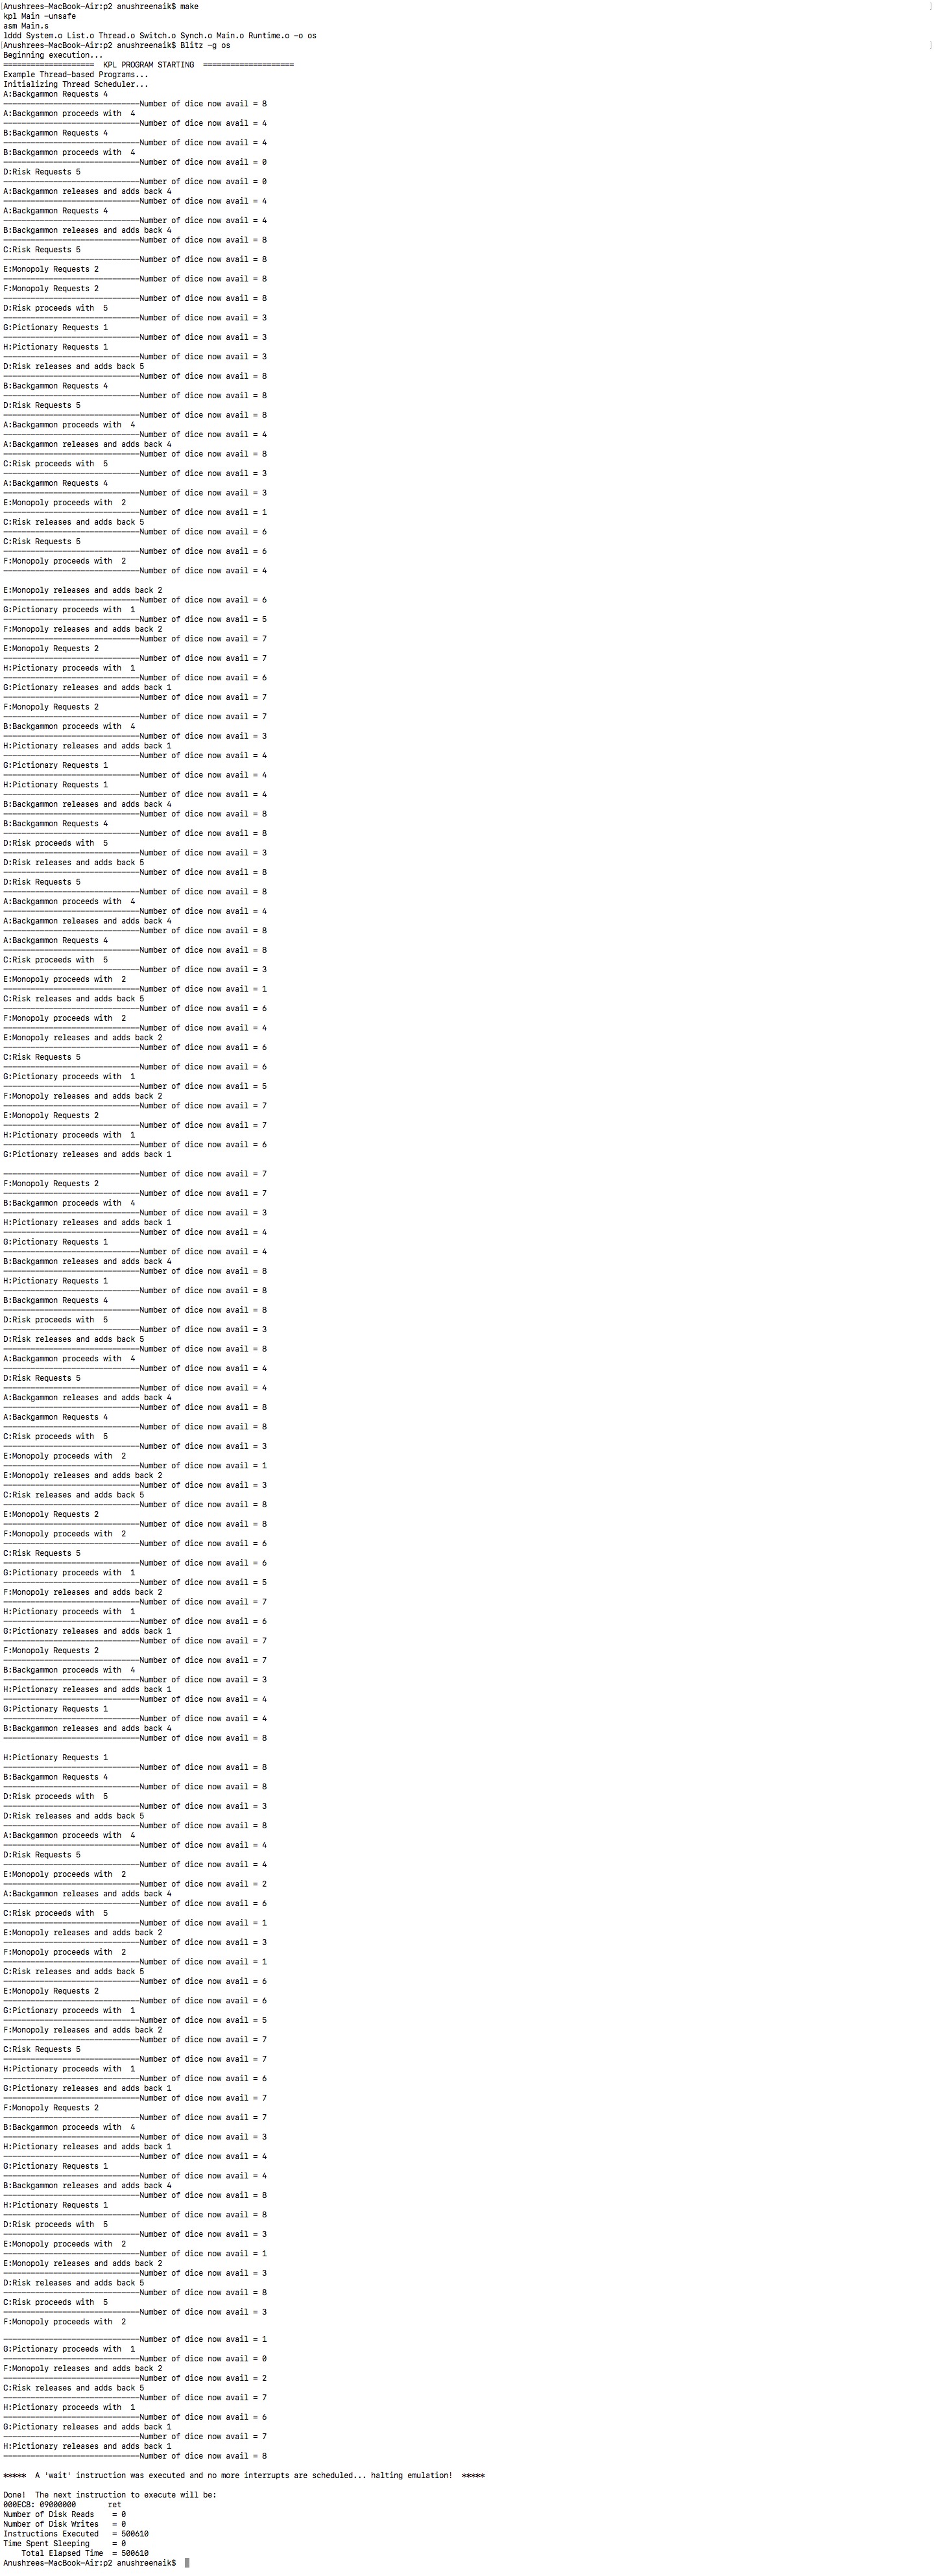 Anushrees-MacBook-Air:p2 anushreenaik$ make
kpl Main -unsafe
asm Main.s
lddd System.o List.o Thread.o Switch.o Synch.o Main.o Runtime.o -o os
Anushrees-MacBook-Air:p2 anushreenaik$ Blitz -g os
Beginning execution...
==================== KPL PROGRAM STARTING ====================
Example Thread-based Programs...
Initializing Thread Scheduler...
A:Backgammon Requests 4
------------------------------Number of dice now avail = 8
A:Backgammon proceeds with  4
------------------------------Number of dice now avail = 4
B:Backgammon Requests 4
------------------------------Number of dice now avail = 4
B:Backgammon proceeds with  4
------------------------------Number of dice now avail = 0
D:Risk Requests 5
------------------------------Number of dice now avail = 0
A:Backgammon releases and adds back 4
------------------------------Number of dice now avail = 4
A:Backgammon Requests 4
------------------------------Number of dice now avail = 4
B:Backgammon releases and adds back 4
------------------------------Number of dice now avail = 8
C:Risk Requests 5
------------------------------Number of dice now avail = 8
E:Monopoly Requests 2
------------------------------Number of dice now avail = 8
F:Monopoly Requests 2
------------------------------Number of dice now avail = 8
D:Risk proceeds with  5
------------------------------Number of dice now avail = 3
G:Pictionary Requests 1
------------------------------Number of dice now avail = 3
H:Pictionary Requests 1
------------------------------Number of dice now avail = 3
D:Risk releases and adds back 5
------------------------------Number of dice now avail = 8
B:Backgammon Requests 4
------------------------------Number of dice now avail = 8
D:Risk Requests 5
------------------------------Number of dice now avail = 8
A:Backgammon proceeds with  4
------------------------------Number of dice now avail = 4
A:Backgammon releases and adds back 4
------------------------------Number of dice now avail = 8
C:Risk proceeds with  5
------------------------------Number of dice now avail = 3
A:Backgammon Requests 4
------------------------------Number of dice now avail = 3
E:Monopoly proceeds with  2
------------------------------Number of dice now avail = 1
C:Risk releases and adds back 5
------------------------------Number of dice now avail = 6
C:Risk Requests 5
------------------------------Number of dice now avail = 6
F:Monopoly proceeds with  2
------------------------------Number of dice now avail = 4
E:Monopoly releases and adds back 2
------------------------------Number of dice now avail = 6
G:Pictionary proceeds with  1
------------------------------Number of dice now avail = 5
F:Monopoly releases and adds back 2
------------------------------Number of dice now avail = 7
E:Monopoly Requests 2
------------------------------Number of dice now avail = 7
H:Pictionary proceeds with  1
------------------------------Number of dice now avail = 6
G:Pictionary releases and adds back 1
------------------------------Number of dice now avail = 7
F:Monopoly Requests 2
------------------------------Number of dice now avail = 7
B:Backgammon proceeds with  4
------------------------------Number of dice now avail = 3
H:Pictionary releases and adds back 1
------------------------------Number of dice now avail = 4
G:Pictionary Requests 1
------------------------------Number of dice now avail = 4
H:Pictionary Requests 1
------------------------------Number of dice now avail = 4
B:Backgammon releases and adds back 4
------------------------------Number of dice now avail = 8
B:Backgammon Requests 4
------------------------------Number of dice now avail = 8
D:Risk proceeds with  5
------------------------------Number of dice now avail = 3
D:Risk releases and adds back 5
------------------------------Number of dice now avail = 8
D:Risk Requests 5
------------------------------Number of dice now avail = 8
A:Backgammon proceeds with  4
------------------------------Number of dice now avail = 4
A:Backgammon releases and adds back 4
------------------------------Number of dice now avail = 8
A:Backgammon Requests 4
------------------------------Number of dice now avail = 8
C:Risk proceeds with  5
------------------------------Number of dice now avail = 3
E:Monopoly proceeds with  2
------------------------------Number of dice now avail = 1
C:Risk releases and adds back 5
------------------------------Number of dice now avail = 6
F:Monopoly proceeds with  2
------------------------------Number of dice now avail = 4
E:Monopoly releases and adds back 2
------------------------------Number of dice now avail = 6
C:Risk Requests 5
------------------------------Number of dice now avail = 6
G:Pictionary proceeds with  1
------------------------------Number of dice now avail = 5
F:Monopoly releases and adds back 2
------------------------------Number of dice now avail = 7
E:Monopoly Requests 2
------------------------------Number of dice now avail = 7
H:Pictionary proceeds with  1
------------------------------Number of dice now avail = 6
G:Pictionary releases and adds back 1
------------------------------Number of dice now avail = 7
F:Monopoly Requests 2
------------------------------Number of dice now avail = 7
B:Backgammon proceeds with  4
------------------------------Number of dice now avail = 3
H:Pictionary releases and adds back 1
------------------------------Number of dice now avail = 4
G:Pictionary Requests 1
------------------------------Number of dice now avail = 4
B:Backgammon releases and adds back 4
------------------------------Number of dice now avail = 8
H:Pictionary Requests 1
------------------------------Number of dice now avail = 8
B:Backgammon Requests 4
------------------------------Number of dice now avail = 8
D:Risk proceeds with  5
------------------------------Number of dice now avail = 3
D:Risk releases and adds back 5
------------------------------Number of dice now avail = 8
A:Backgammon proceeds with  4
------------------------------Number of dice now avail = 4
D:Risk Requests 5
------------------------------Number of dice now avail = 4
A:Backgammon releases and adds back 4
------------------------------Number of dice now avail = 8
A:Backgammon Requests 4
------------------------------Number of dice now avail = 8
C:Risk proceeds with  5
------------------------------Number of dice now avail = 3
E:Monopoly proceeds with  2
------------------------------Number of dice now avail = 1
E:Monopoly releases and adds back 2
------------------------------Number of dice now avail = 3
C:Risk releases and adds back 5
------------------------------Number of dice now avail = 8
E:Monopoly Requests 2
------------------------------Number of dice now avail = 8
F:Monopoly proceeds with  2
------------------------------Number of dice now avail = 6
C:Risk Requests 5
------------------------------Number of dice now avail = 6
G:Pictionary proceeds with  1
------------------------------Number of dice now avail = 5
F:Monopoly releases and adds back 2
------------------------------Number of dice now avail = 7
H:Pictionary proceeds with  1
------------------------------Number of dice now avail = 6
G:Pictionary releases and adds back 1
------------------------------Number of dice now avail = 7
F:Monopoly Requests 2
------------------------------Number of dice now avail = 7
B:Backgammon proceeds with  4
------------------------------Number of dice now avail = 3
H:Pictionary releases and adds back 1
------------------------------Number of dice now avail = 4
G:Pictionary Requests 1
------------------------------Number of dice now avail = 4
B:Backgammon releases and adds back 4
------------------------------Number of dice now avail = 8
H:Pictionary Requests 1
------------------------------Number of dice now avail = 8
B:Backgammon Requests 4
------------------------------Number of dice now avail = 8
D:Risk proceeds with  5
------------------------------Number of dice now avail = 3
D:Risk releases and adds back 5
------------------------------Number of dice now avail = 8
A:Backgammon proceeds with  4
------------------------------Number of dice now avail = 4
D:Risk Requests 5
------------------------------Number of dice now avail = 4
E:Monopoly proceeds with  2
------------------------------Number of dice now avail = 2
A:Backgammon releases and adds back 4
------------------------------Number of dice now avail = 6
C:Risk proceeds with  5
------------------------------Number of dice now avail = 1
E:Monopoly releases and adds back 2
------------------------------Number of dice now avail = 3
F:Monopoly proceeds with  2
------------------------------Number of dice now avail = 1
C:Risk releases and adds back 5
------------------------------Number of dice now avail = 6
E:Monopoly Requests 2
------------------------------Number of dice now avail = 6
G:Pictionary proceeds with  1
------------------------------Number of dice now avail = 5
F:Monopoly releases and adds back 2
------------------------------Number of dice now avail = 7
C:Risk Requests 5
------------------------------Number of dice now avail = 7
H:Pictionary proceeds with  1
------------------------------Number of dice now avail = 6
G:Pictionary releases and adds back 1
------------------------------Number of dice now avail = 7
F:Monopoly Requests 2
------------------------------Number of dice now avail = 7
B:Backgammon proceeds with  4
------------------------------Number of dice now avail = 3
H:Pictionary releases and adds back 1
------------------------------Number of dice now avail = 4
G:Pictionary Requests 1
------------------------------Number of dice now avail = 4
B:Backgammon releases and adds back 4
------------------------------Number of dice now avail = 8
H:Pictionary Requests 1
------------------------------Number of dice now avail = 8
D:Risk proceeds with  5
------------------------------Number of dice now avail = 3
E:Monopoly proceeds with  2
------------------------------Number of dice now avail = 1
E:Monopoly releases and adds back 2
------------------------------Number of dice now avail = 3
D:Risk releases and adds back 5
------------------------------Number of dice now avail = 8
C:Risk proceeds with  5
------------------------------Number of dice now avail = 3
F:Monopoly proceeds with  2
------------------------------Number of dice now avail = 1
G:Pictionary proceeds with  1
------------------------------Number of dice now avail = 0
F:Monopoly releases and adds back 2
------------------------------Number of dice now avail = 2
C:Risk releases and adds back 5
------------------------------Number of dice now avail = 7
H:Pictionary proceeds with  1
------------------------------Number of dice now avail = 6
G:Pictionary releases and adds back 1
------------------------------Number of dice now avail = 7
H:Pictionary releases and adds back 1
------------------------------Number of dice now avail = 8
*****  A 'wait' instruction was executed and no more interrupts are scheduled... halting emulation!  *****
Done!  The next instruction to execute will be:
000EC8: 09000000       ret
Number of Disk Reads    = 0
Number of Disk Writes   = 0
Instructions Executed   = 500610
Time Spent Sleeping     = 0
    Total Elapsed Time  = 500610
Anushrees-MacBook-Air:p2 anushreenaik$